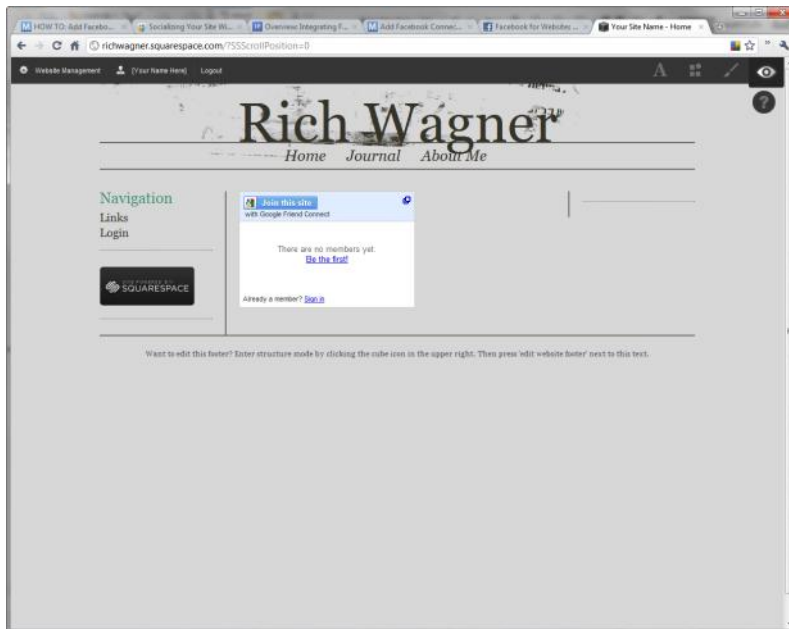 HOW TO: Add Facebo...
Socialising Your Site Wi...
Overview: Integrating F...
Add Facebook Connec...
Facebook for Websites ...
Your Site Name - Home
richwagner.squarespace.com/?SSScrollPosition=0
Website Management
[Your Name Here]
Logout
A
?
Rich Wagner
Home Journal About Me
Navigation
Links
Login
SQUARESPACE
Join this site
with Google Friend Connect
There are no members yet.
Be the first!
Already a member? Sign in
Want to edit this footer? Enter structure mode by clicking the cube icon in the upper right. Then press 'edit website footer' next to this text.